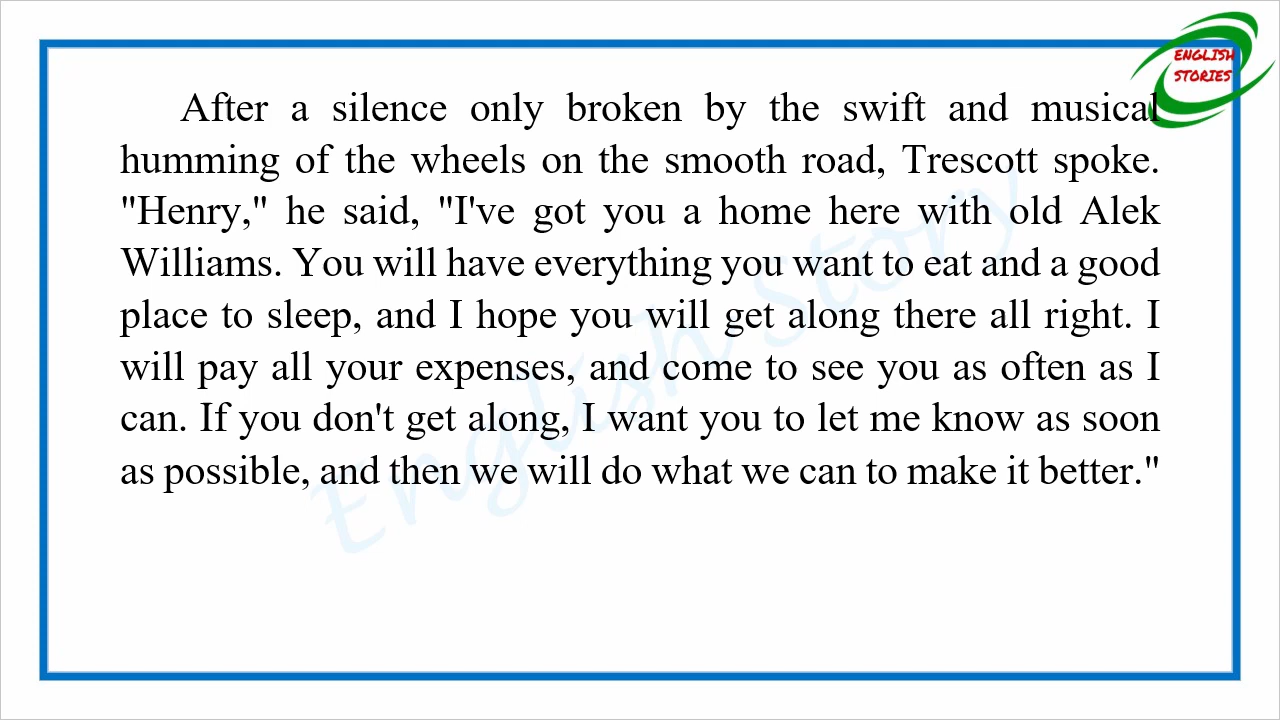 ENGLISH
STORIES
After a silence only broken by the swift and musical
humming of the wheels on the smooth road, Trescott spoke.
"Henry," he said, "I've got you a home here with old Alek
Williams. You will have everything you want to eat and a good
place to sleep, and I hope you will get along there all right. I
will pay all your expenses, and come to see you as often as I
can. If you don't get along, I want you to let me know as soon
as possible, and then we will do what we can to make it better."
English Story